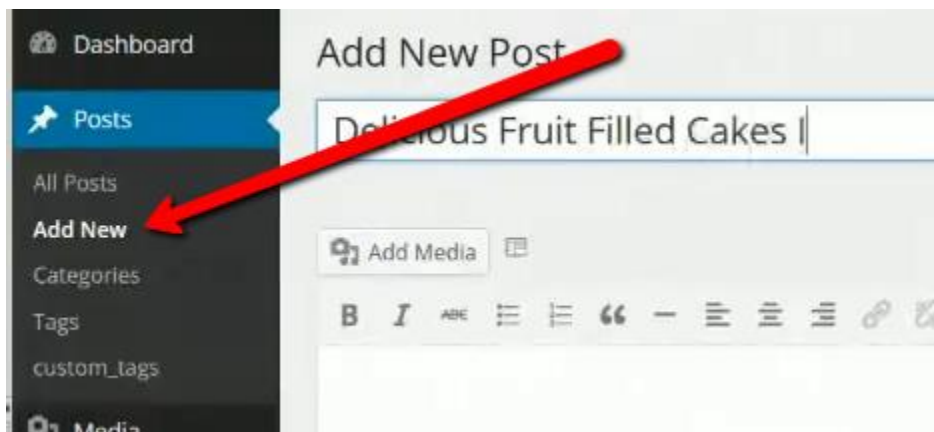 Dashboard
Add New Post
Posts
Delicious Fruit Filled Cakes I
All Posts
Add New
Add Media
Categories
B I ABC
Tags
custom_tags
Media